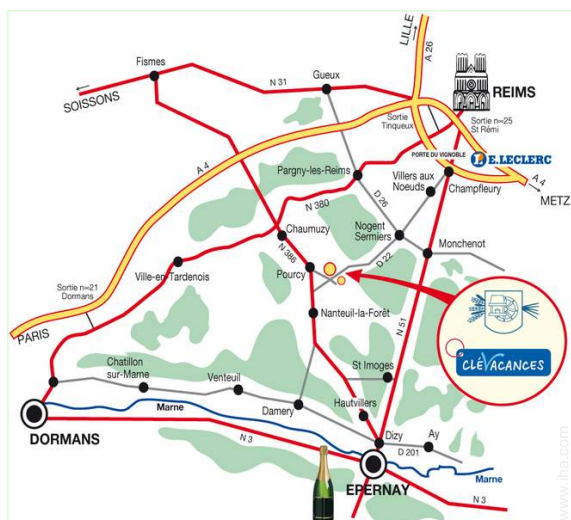 LILLE
A 26
Fismes
N 31
Gueux
SOISSONS
REIMS
Sortie
Tinqueux
Sortie n=25
St Rémi
PORTE DU VIGNOBLE
E.LECLERC
A 4
Pargny-les-Reims
Villers aux
Noeuds
Champfleury
A 4
METZ
D 26
N 380
Chaumuzy
Nogent
Sermiers
N 386
Monchenot
D 22
Pourcy
Ville-en-Tardenois
Sortie n=21
Dormans
Nanteuil-la-Forêt
N 51
PARIS
CLÉVACANCES
Chatillon
sur-Marne
St Imoges
Venteuil
Marne
Damery
Hautvillers
DORMANS
Dizy
Ay
D 201
N 3
EPERNAY
Marne
N 3
www.iha.com